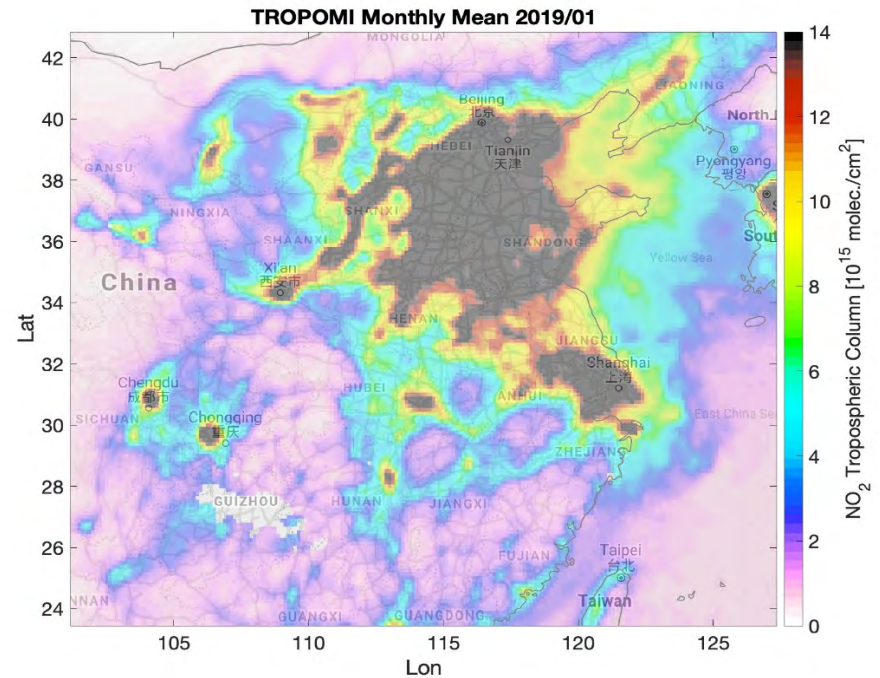 TROPOMI Monthly Mean 2019/01
MONGOLIA
LIAONING
Beijing
北京
North
HEBEI
Tianjin
天津
Pyongyang
평양
GANSU
NINGXIA
SHANXI
SHAANXI
SHANDONG
South
Yellow Sea
Xi'an
西安市
China
HENAN
JIANGSU
Shanghai
上海
Chengdu
成都市
HUBEI
ANHUI
SICHUAN
Chongqing
重庆
East China Sea
ZHEJIANG
GUIZHOU
HUNAN
JIANGXI
FUJIAN
Taipei
台北
Taiwan
NNAN
GUANGXI
GUANGDONG
42
40
38
36
34
32
30
28
26
24
Lat
105
110
115
120
125
Lon
14
12
10
8
6
4
2
0
NO2 Tropospheric Column [10^15 molec./cm^2]